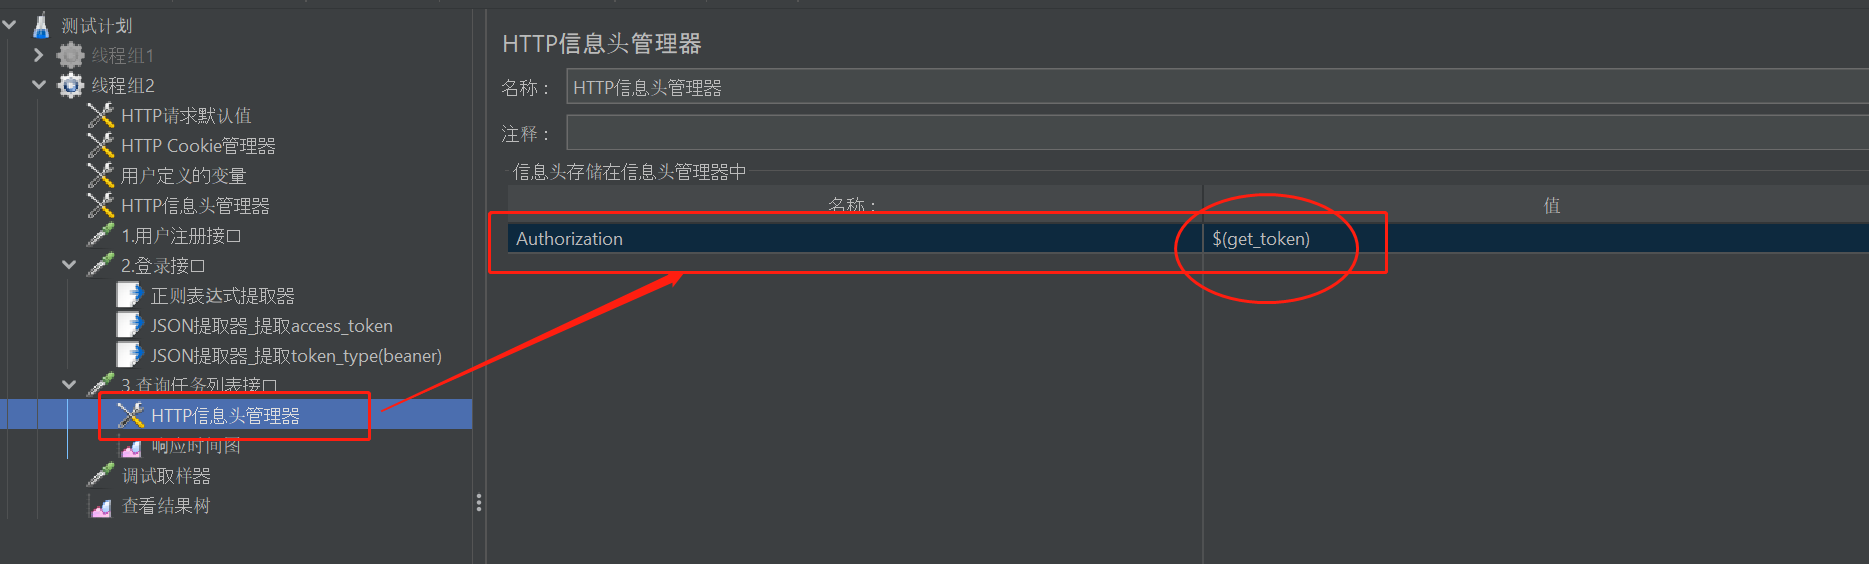 测试计划
线程组1
线程组2
HTTP请求默认值
HTTP Cookie管理器
用户定义的变量
HTTP信息头管理器
1.用户注册接口
2.登录接口
正则表达式提取器
JSON提取器_提取access_token
JSON提取器_提取token_type(beaner)
3.查询任务列表接口
HTTP信息头管理器
响应时间图
调试取样器
查看结果树
HTTP信息头管理器
名称： HTTP信息头管理器
注释：
信息头存储在信息头管理器中
名称： 值
Authorization $(get_token)